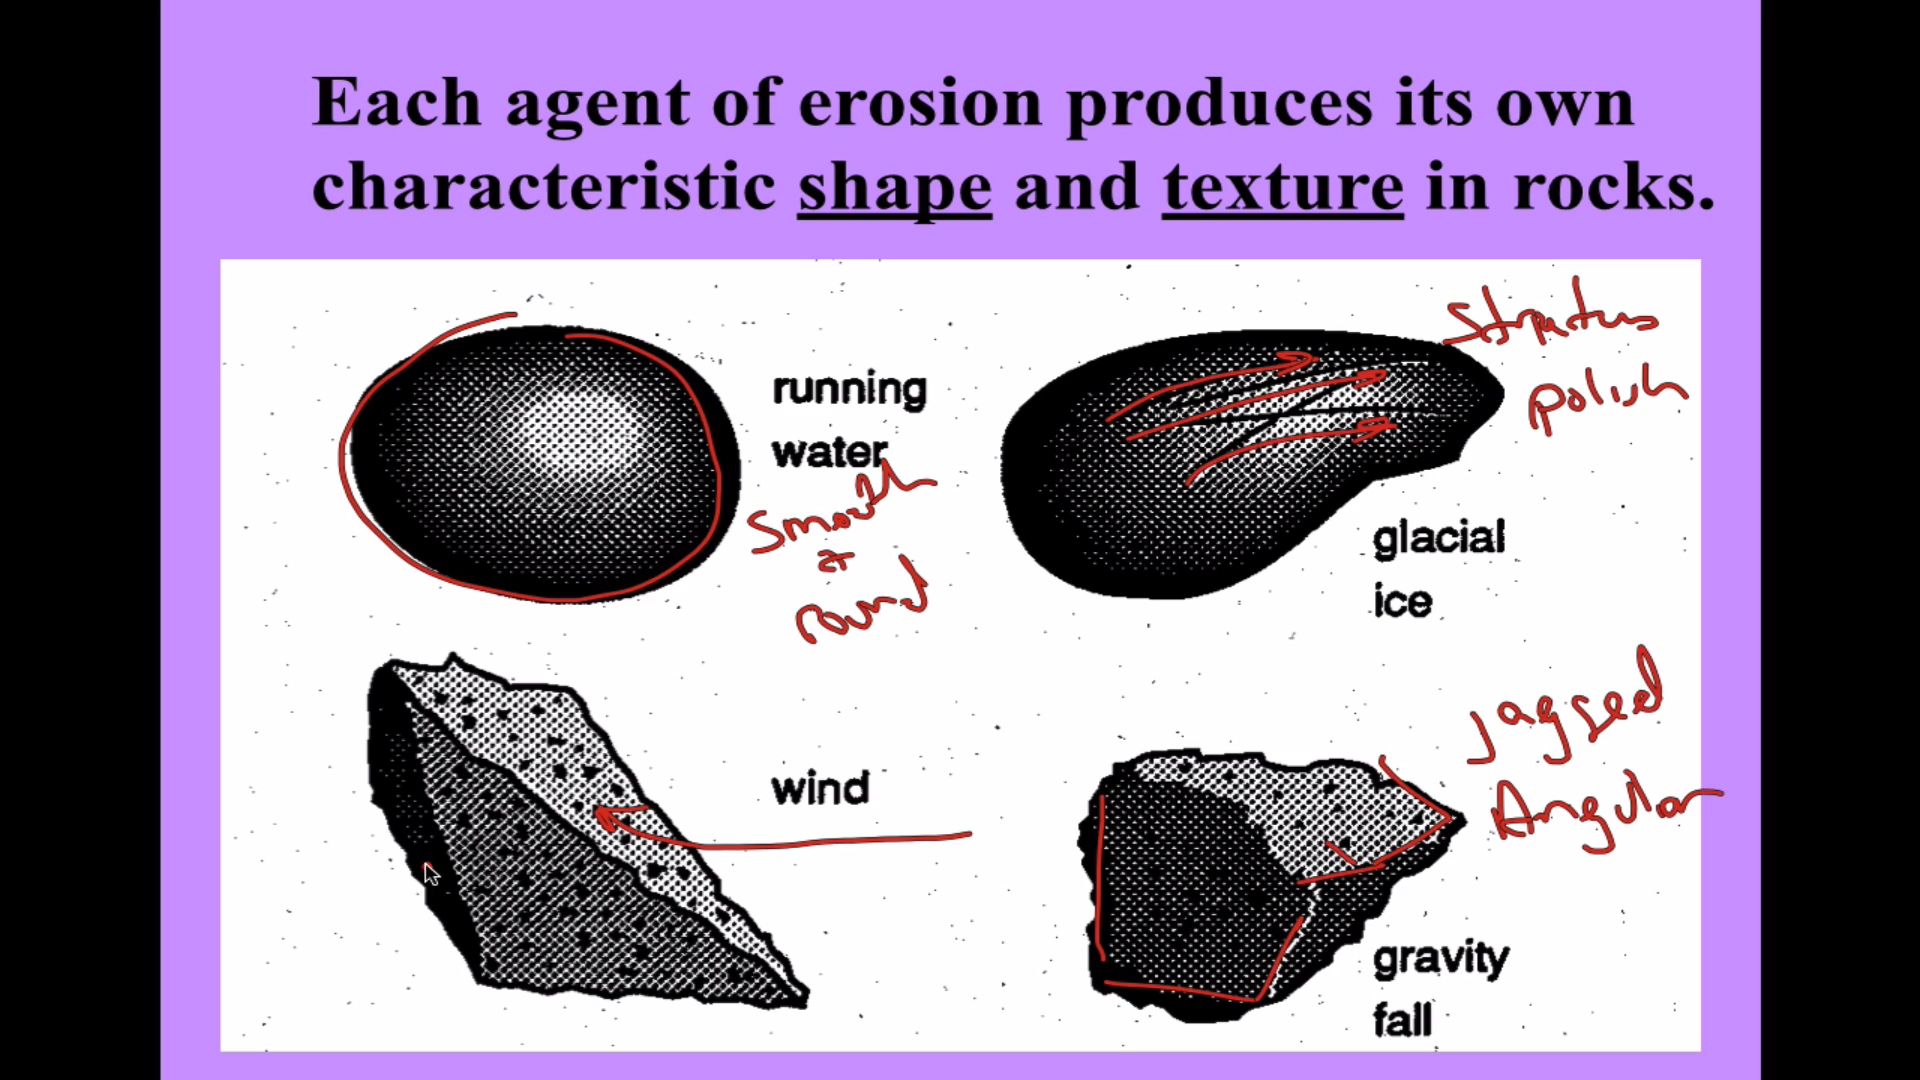 Each agent of erosion produces its own
characteristic shape and texture in rocks.
running
water
smooth
+
round
polish
glacial
ice
wind
Jagged
Angular
gravity
fall